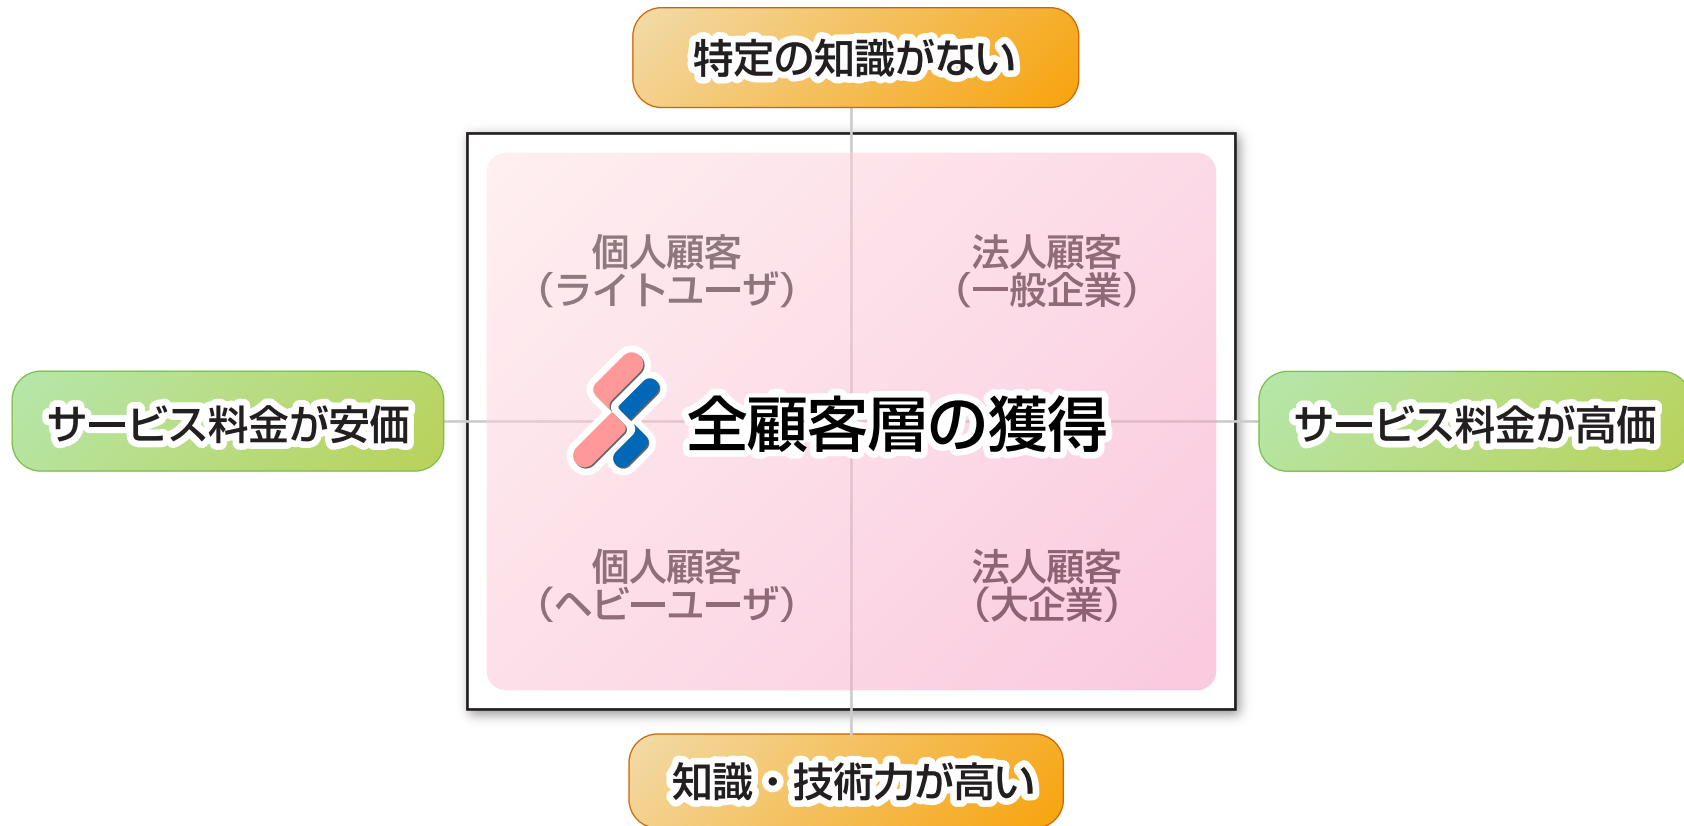 特定の知識がない
個人顧客
（ライトユーザ）
法人顧客
（一般企業）
サービス料金が安価
全顧客層の獲得
サービス料金が高価
個人顧客
（ヘビーユーザ）
法人顧客
（大企業）
知識・技術力が高い